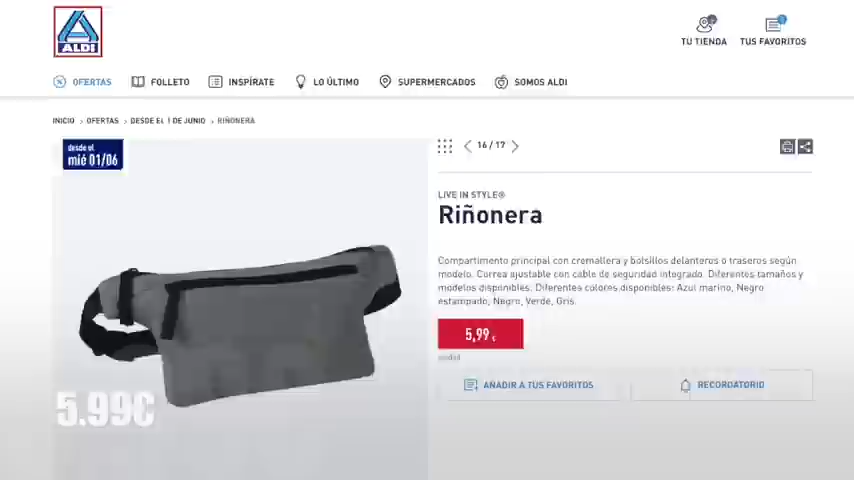 ALDI
TU TIENDA
TUS FAVORITOS
OFERTAS
FOLLETO
INSPÍRATE
LO ÚLTIMO
SUPERMERCADOS
SOMOS ALDI
INICIO > OFERTAS > DESDE EL 1 DE JUNIO > RIÑONERA
desde el
mié 01/06
16 / 17
LIVE IN STYLE®
Riñonera
Compartimento principal con cremallera y bolsillos delanteros o traseros según
modelo. Correa ajustable con cable de seguridad integrado. Diferentes tamaños y
modelos disponibles. Diferentes colores disponibles: Azul marino, Negro
estampado, Negro, Verde, Gris.
5,99 €
unidad
AÑADIR A TUS FAVORITOS
RECORDATORIO
5.99€